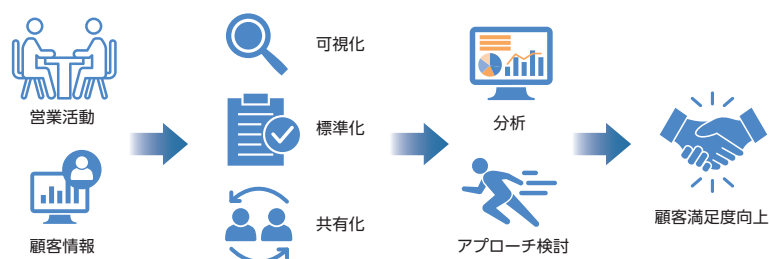 営業活動
顧客情報
可視化
標準化
共有化
分析
アプローチ検討
顧客満足度向上